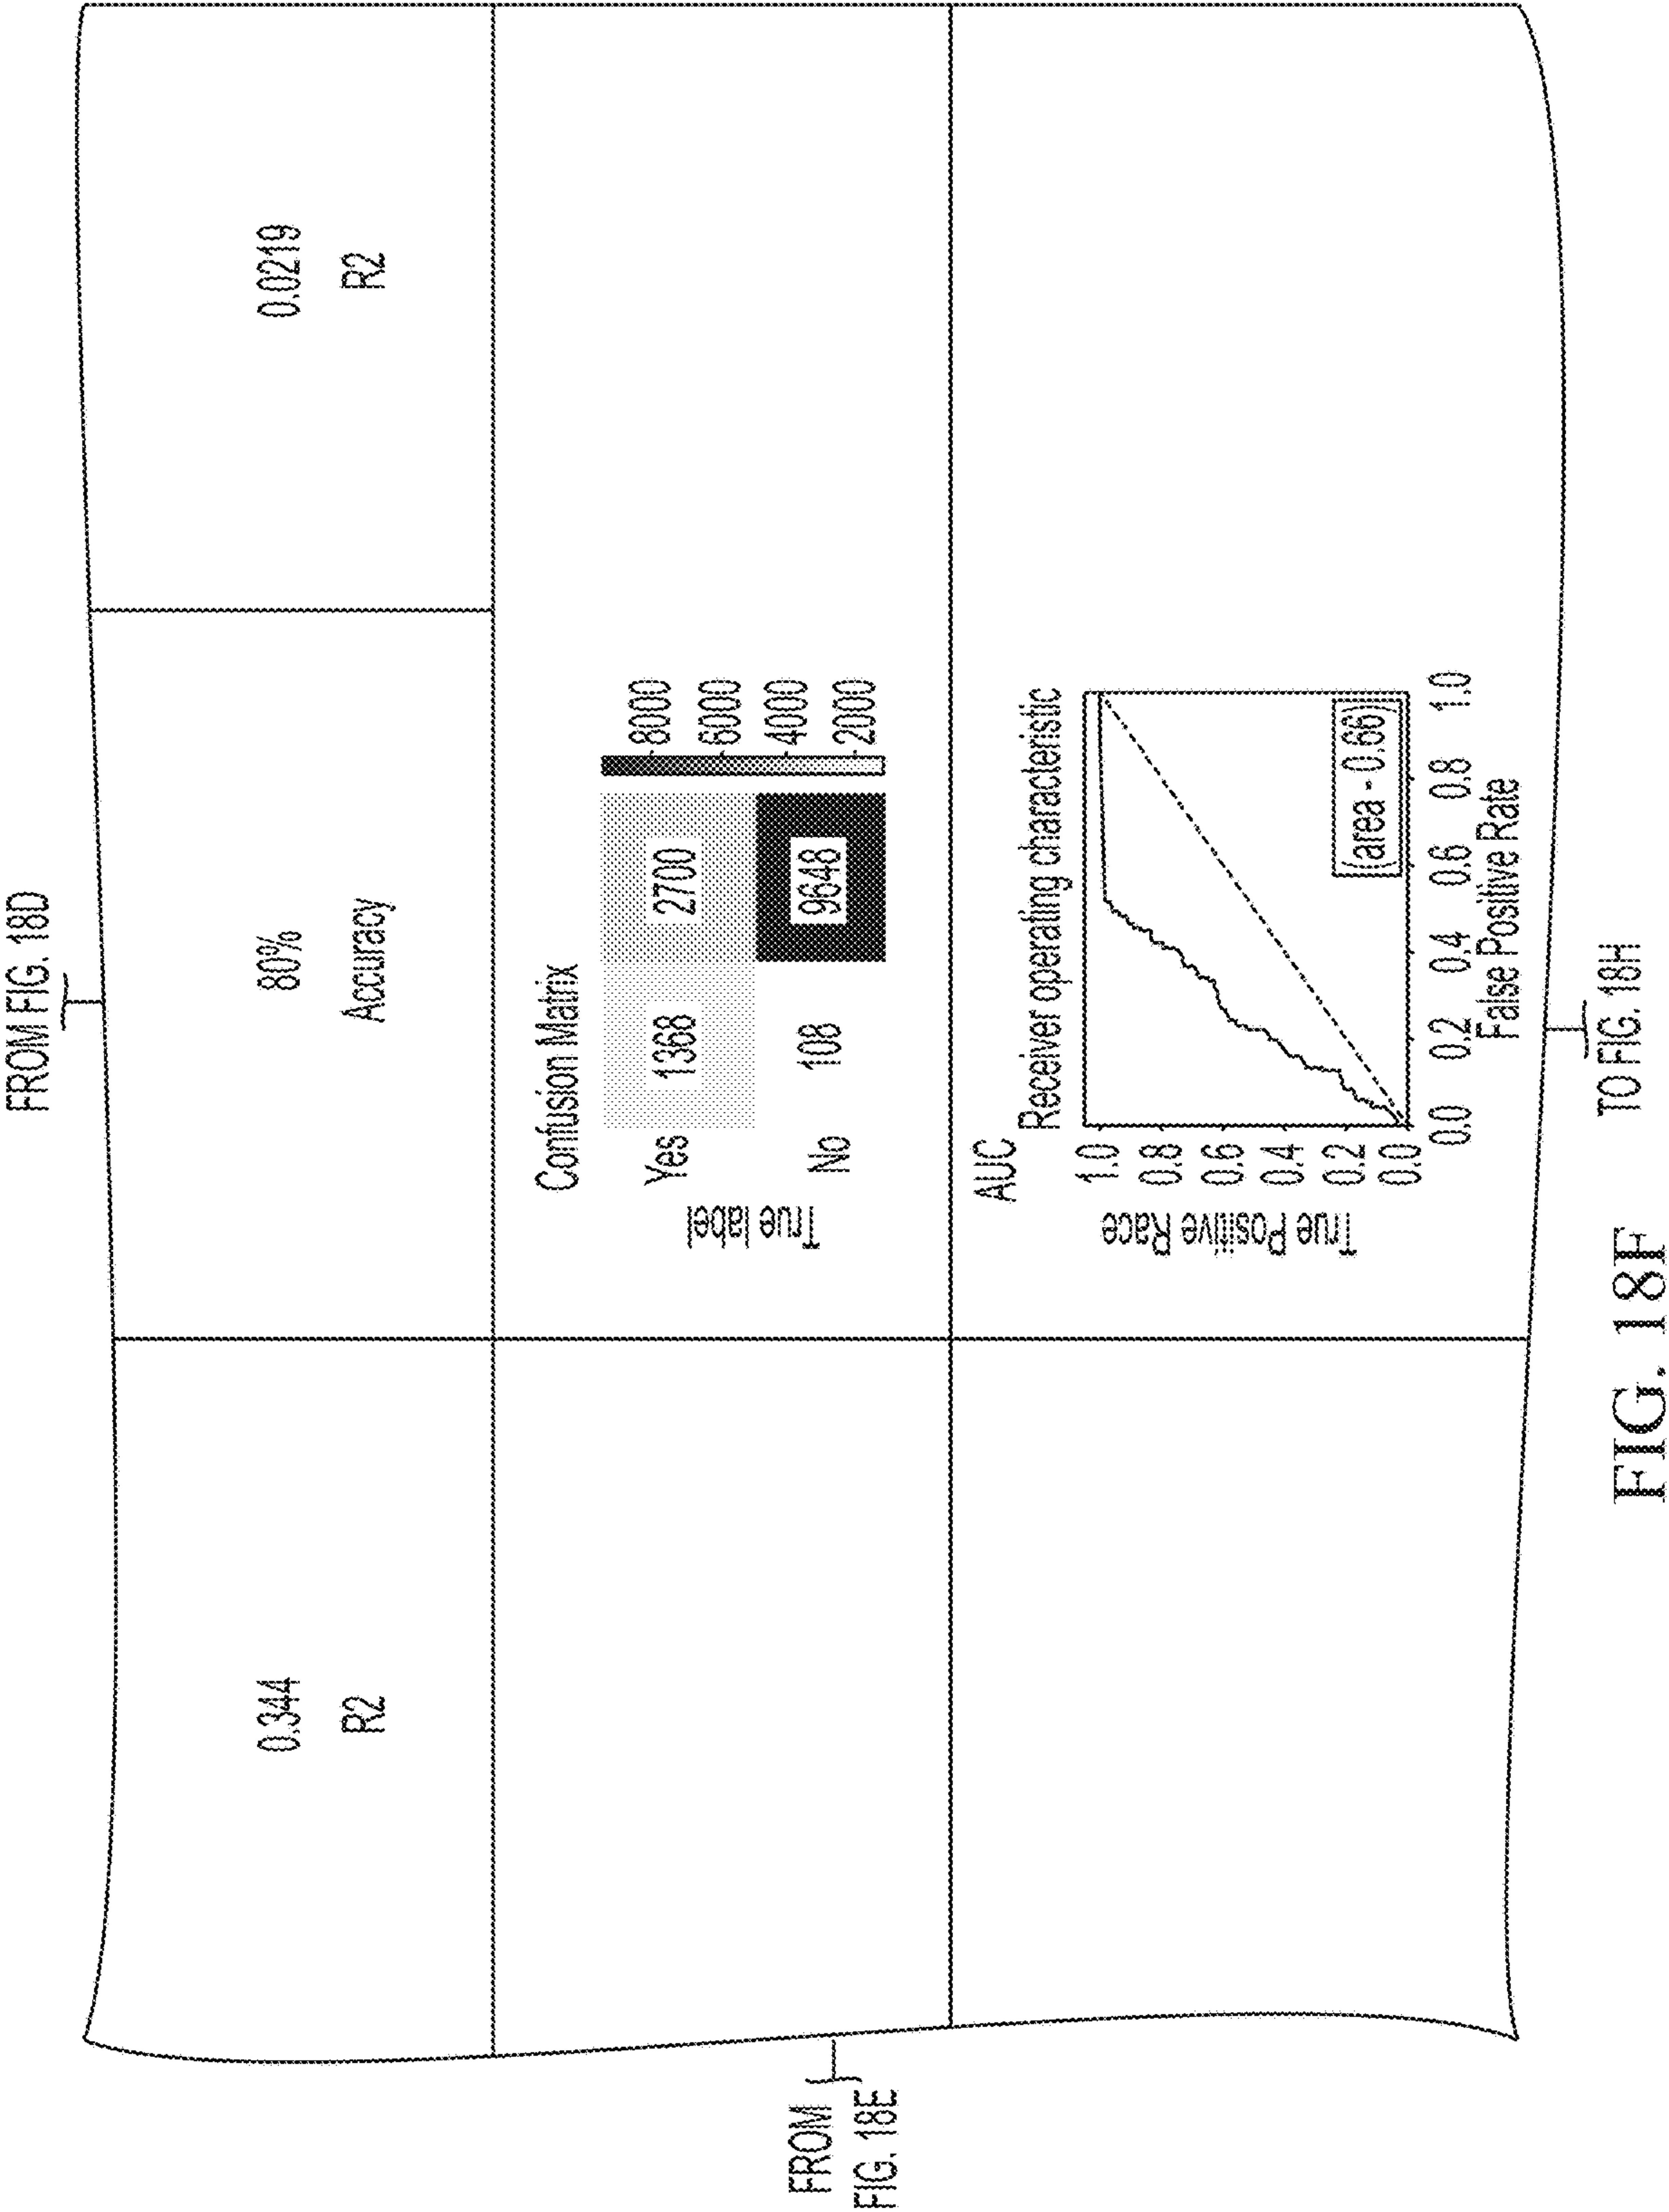 FROM FIG. 18D
0.344
R2
80%
Accuracy
0.0219
R2
FROM
FIG. 18E
Confusion Matrix
True label
Yes
No
1368
2700
108
9648
8000
6000
4000
2000
AUC
Receiver operating characteristic
True Positive Race
1.0
0.8
0.6
0.4
0.2
0.0
(area - 0.66)
0.0 0.2 0.4 0.6 0.8 1.0
False Positive Rate
TO FIG. 18H
FIG. 18F